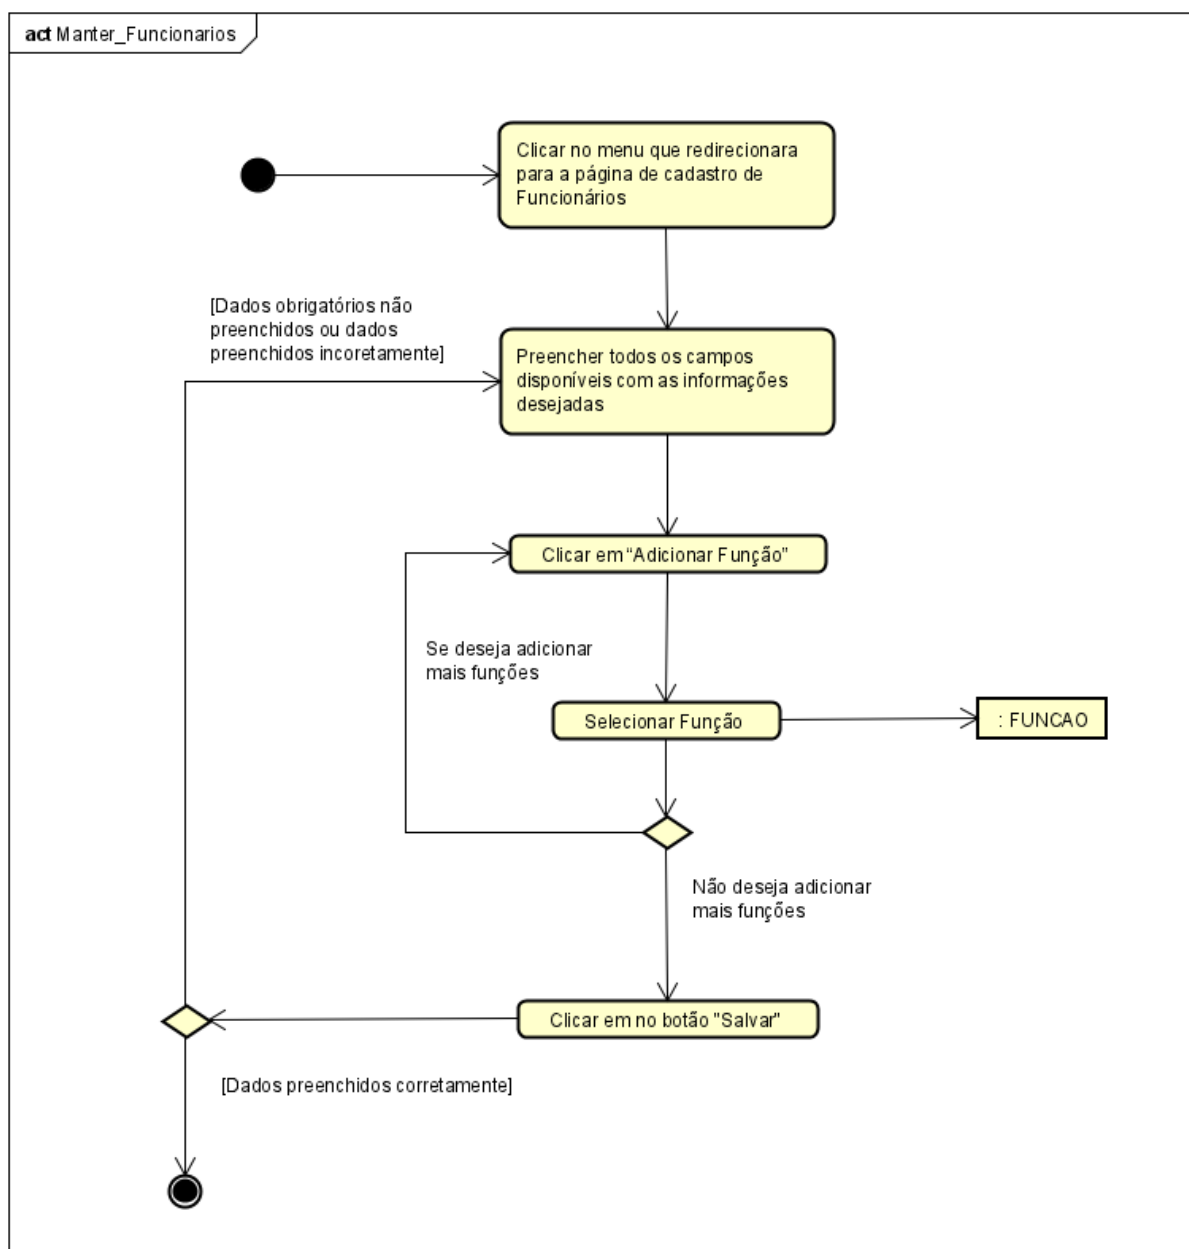 act Manter_Funcionarios
Clicar no menu que redirecionara
para a página de cadastro de
Funcionários
[Dados obrigatórios não
preenchidos ou dados
preenchidos incoretamente]
Preencher todos os campos
disponíveis com as informações
desejadas
Clicar em “Adicionar Função”
Se deseja adicionar
mais funções
Selecionar Função
: FUNCAO
Não deseja adicionar
mais funções
Clicar em no botão "Salvar"
[Dados preenchidos corretamente]